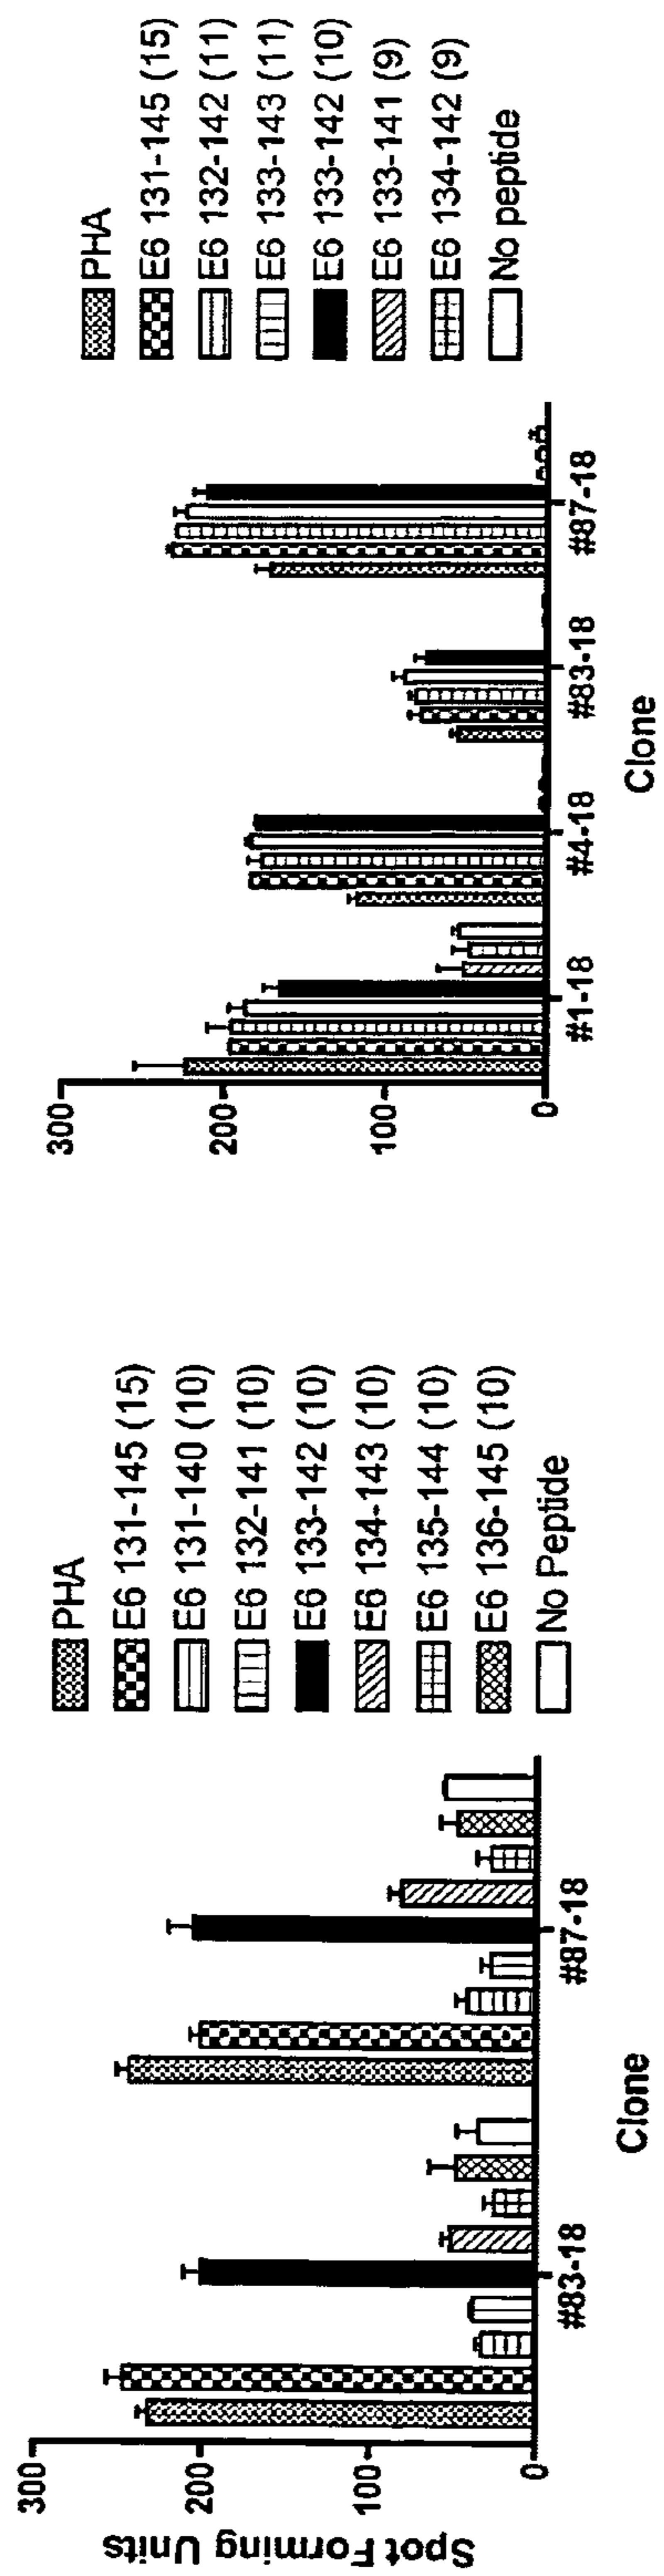 Spot Forming Units
300
200
100
0
#83-18
#87-18
Clone
PHA
E6 131-145 (15)
E6 131-140 (10)
E6 132-141 (10)
E6 133-142 (10)
E6 134-143 (10)
E6 135-144 (10)
E6 136-145 (10)
No Peptide
300
200
100
0
#1-18
#4-18
#83-18
#87-18
Clone
PHA
E6 131-145 (15)
E6 132-142 (11)
E6 133-143 (11)
E6 133-142 (10)
E6 133-141 (9)
E6 134-142 (9)
No peptide